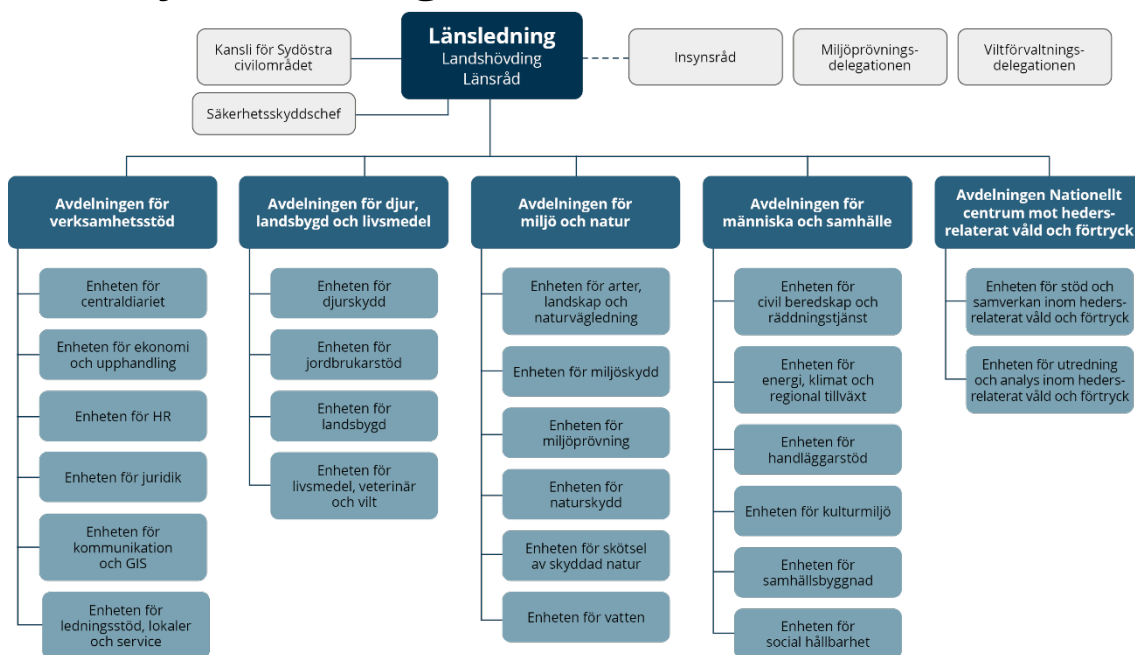 Länsledning
Landshövding
Länsråd
Kansli för Sydöstra
civilområdet
Säkerhetsskyddschef
Insynsråd
Miljöprövnings-
delegationen
Viltförvaltnings-
delegationen
Avdelningen för
verksamhetsstöd
Enheten för
centraldiariet
Enheten för ekonomi
och upphandling
Enheten för HR
Enheten för juridik
Enheten för
kommunikation
och GIS
Enheten för
ledningsstöd, lokaler
och service
Avdelningen för djur,
landsbygd och livsmedel
Enheten för
djurskydd
Enheten för
jordbrukarstöd
Enheten för
landsbygd
Enheten för
livsmedel, veterinär
och vilt
Avdelningen för
miljö och natur
Enheten för arter,
landskap och
naturvägledning
Enheten för miljöskydd
Enheten för
miljöprövning
Enheten för
naturskydd
Enheten för skötsel
av skyddad natur
Enheten för vatten
Avdelningen för
människa och samhälle
Enheten för
civil beredskap och
räddningstjänst
Enheten för
energi, klimat och
regional tillväxt
Enheten för
handläggarstöd
Enheten för kulturmiljö
Enheten för
samhällsbyggnad
Enheten för
social hållbarhet
Avdelningen Nationellt
centrum mot heders-
relaterat våld och förtryck
Enheten för stöd och
samverkan inom heders-
relaterat våld och förtryck
Enheten för utredning
och analys inom heders-
relaterat våld och förtryck